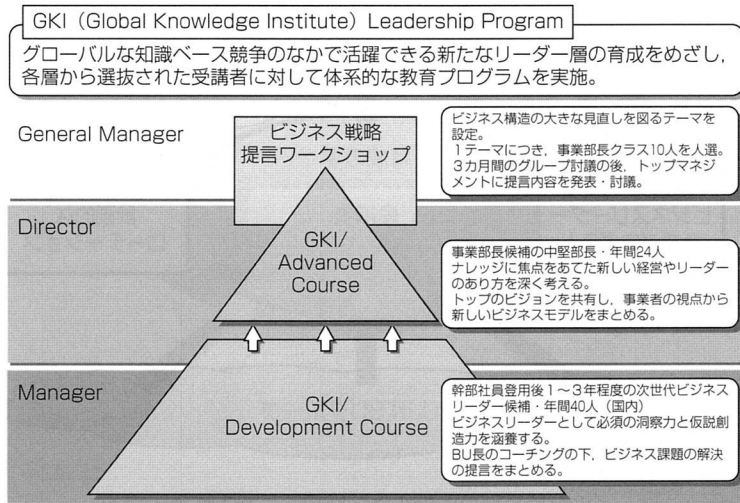 GKI（Global Knowledge Institute）Leadership Program
グローバルな知識ベース競争のなかで活躍できる新たなリーダー層の育成をめざし，
各層から選抜された受講者に対して体系的な教育プログラムを実施。
General Manager
ビジネス戦略
提言ワークショップ
ビジネス構造の大きな見直しを図るテーマを
設定。
１テーマにつき，事業部長クラス10人を人選。
３カ月間のグループ討議の後，トップマネジ
メントに提言内容を発表・討議。
Director
GKI/
Advanced
Course
事業部長候補の中堅部長・年間24人
ナレッジに焦点をあてた新しい経営やリーダー
のあり方を深く考える。
トップのビジョンを共有し，事業者の視点から
新しいビジネスモデルをまとめる。
Manager
GKI/
Development Course
幹部社員登用後１～３年程度の次世代ビジネス
リーダー候補・年間40人（国内）
ビジネスリーダーとして必須の洞察力と仮説創
造力を涵養する。
BU長のコーチングの下，ビジネス課題の解決
の提言をまとめる。